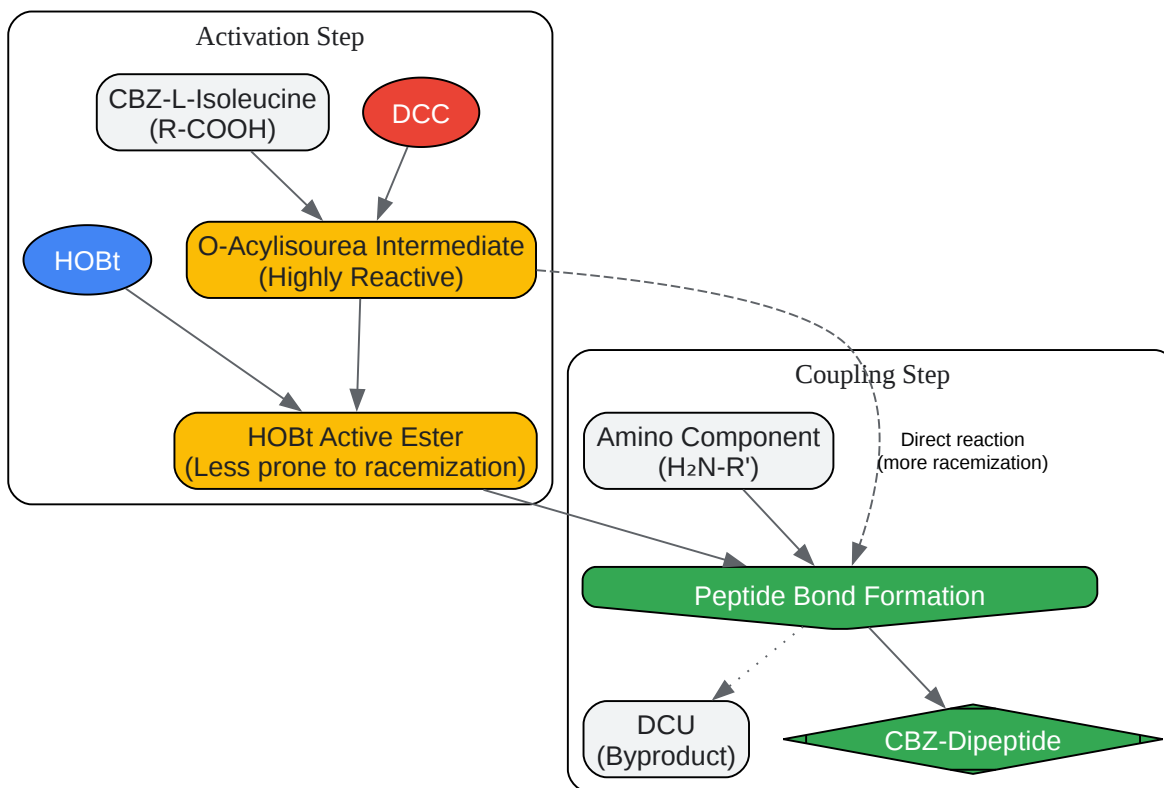 Activation Step
CBZ-L-Isoleucine
(R-COOH)
DCC
HOBt
O-Acylisourea Intermediate
(Highly Reactive)
HOBt Active Ester
(Less prone to racemization)
Coupling Step
Amino Component
(H₂N-R')
Direct reaction
(more racemization)
Peptide Bond Formation
DCU
(Byproduct)
CBZ-Dipeptide